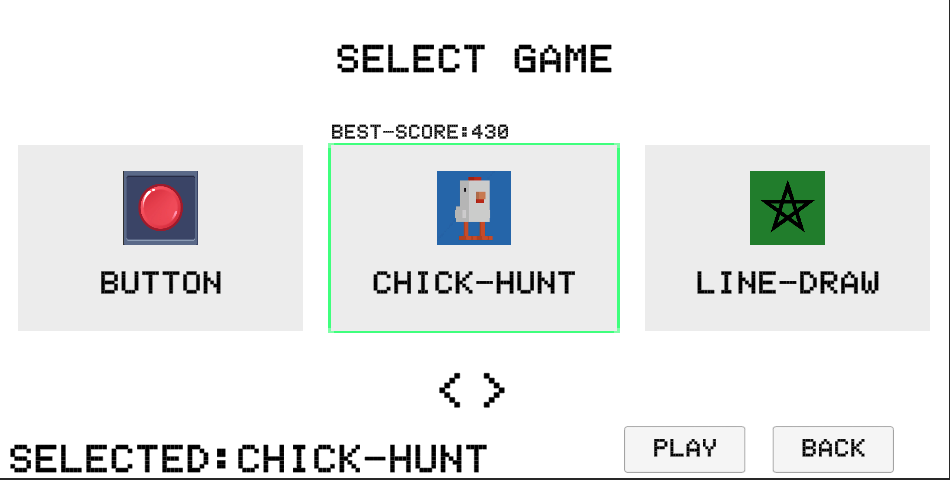 SELECT GAME
BEST-SCORE:430
BUTTON
CHICK-HUNT
LINE-DRAW
< >
SELECTED:CHICK-HUNT
PLAY
BACK